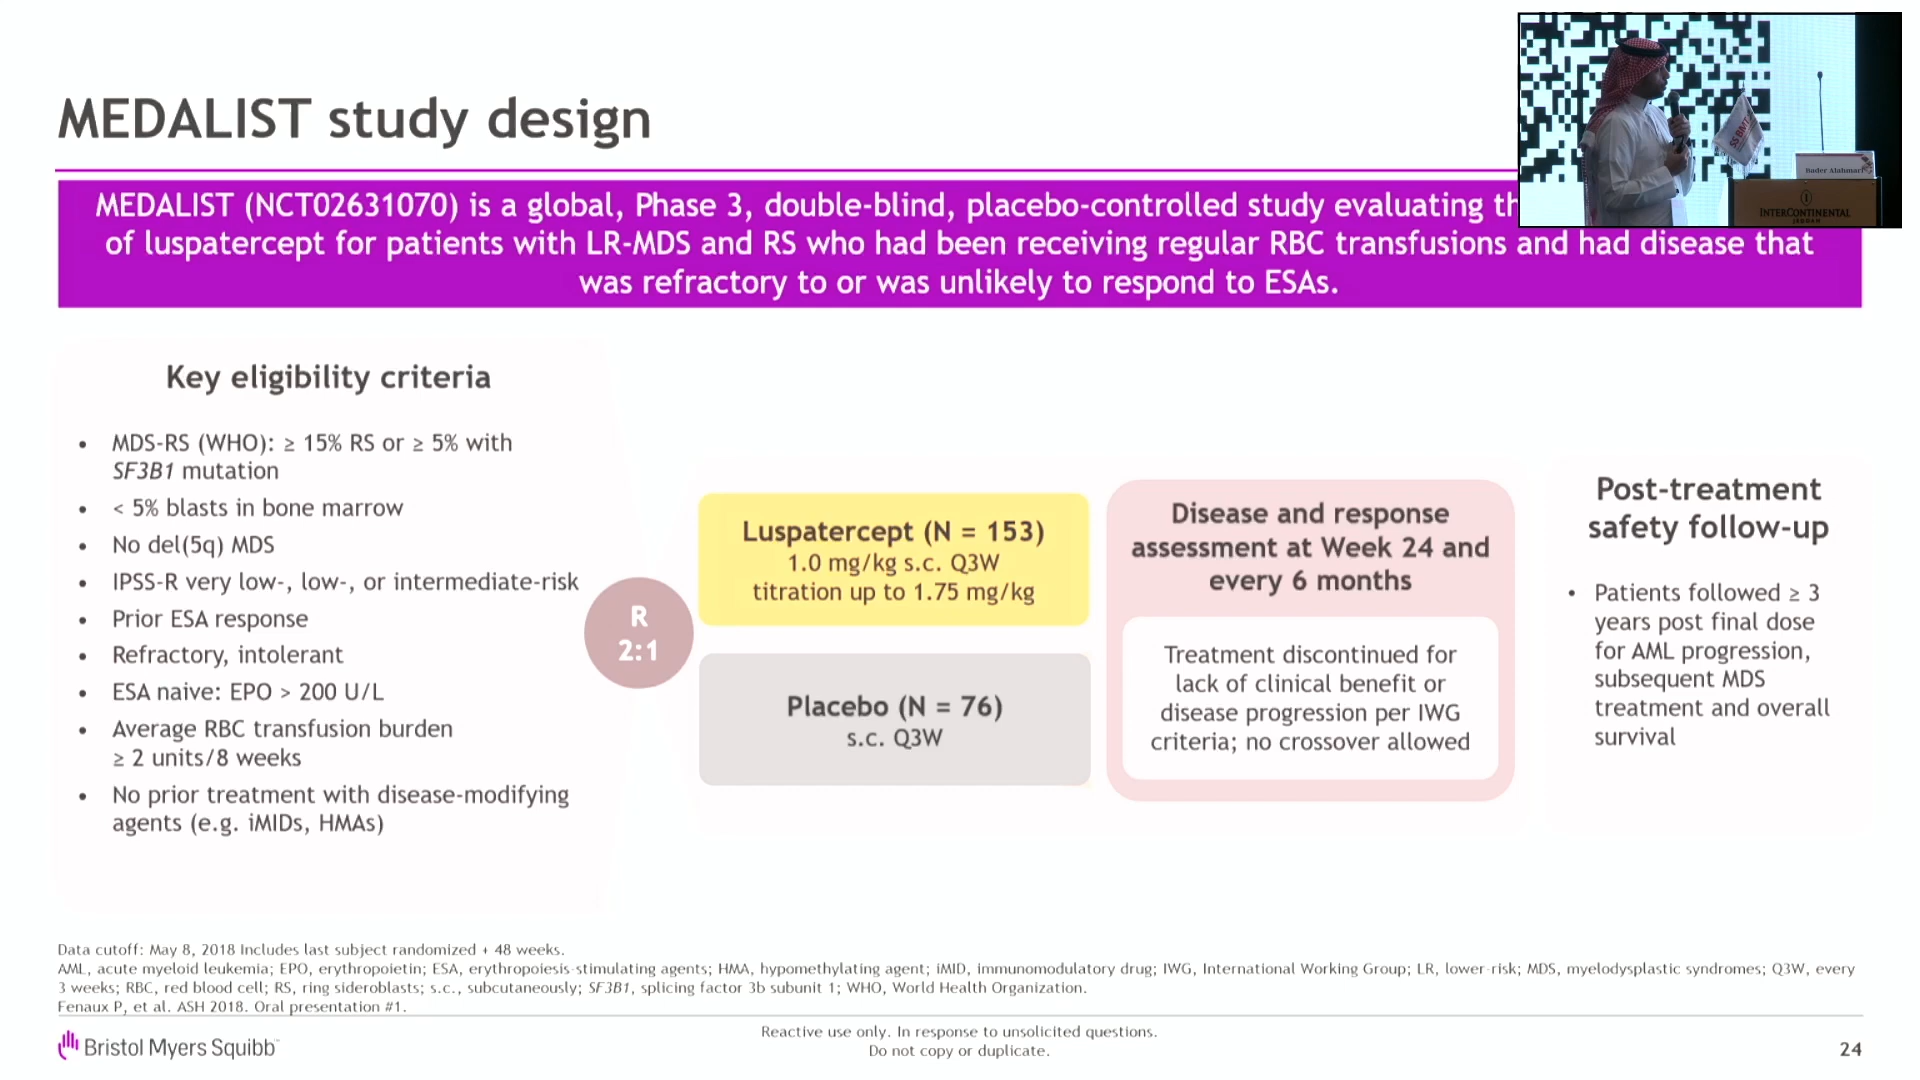 MEDALIST study design
MEDALIST (NCT02631070) is a global, Phase 3, double-blind, placebo-controlled study evaluating
of luspatercept for patients with LR-MDS and RS who had been receiving regular RBC transfusions and had disease that
was refractory to or was unlikely to respond to ESAs.
Key eligibility criteria
• MDS-RS (WHO): ≥ 15% RS or ≥ 5% with
SF3B1 mutation
• < 5% blasts in bone marrow
• No del(5q) MDS
• IPSS-R very low-, low-, or intermediate-risk
• Prior ESA response
• Refractory, intolerant
• ESA naive: EPO > 200 U/L
• Average RBC transfusion burden
≥ 2 units/8 weeks
• No prior treatment with disease-modifying
agents (e.g. iMIDs, HMAs)
R
2:1
Luspatercept (N = 153)
1.0 mg/kg s.c. Q3W
titration up to 1.75 mg/kg
Placebo (N = 76)
s.c. Q3W
Disease and response
assessment at Week 24 and
every 6 months
Treatment discontinued for
lack of clinical benefit or
disease progression per IWG
criteria; no crossover allowed
Post-treatment
safety follow-up
• Patients followed ≥ 3
years post final dose
for AML progression,
subsequent MDS
treatment and overall
survival
Data cutoff: May 8, 2018 Includes last subject randomized + 48 weeks.
AML, acute myeloid leukemia; EPO, erythropoietin; ESA, erythropoiesis-stimulating agents; HMA, hypomethylating agent; iMID, immunomodulatory drug; IWG, International Working Group; LR, lower-risk; MDS, myelodysplastic syndromes; Q3W, every
3 weeks; RBC, red blood cell; RS, ring sideroblasts; s.c., subcutaneously; SF3B1, splicing factor 3b subunit 1; WHO, World Health Organization.
Fenaux P, et al. ASH 2018. Oral presentation #1.
Bristol Myers Squibb™
Reactive use only. In response to unsolicited questions.
Do not copy or duplicate.
24
Bader Alahmari
INTERCONTINENTAL
JEDDAH